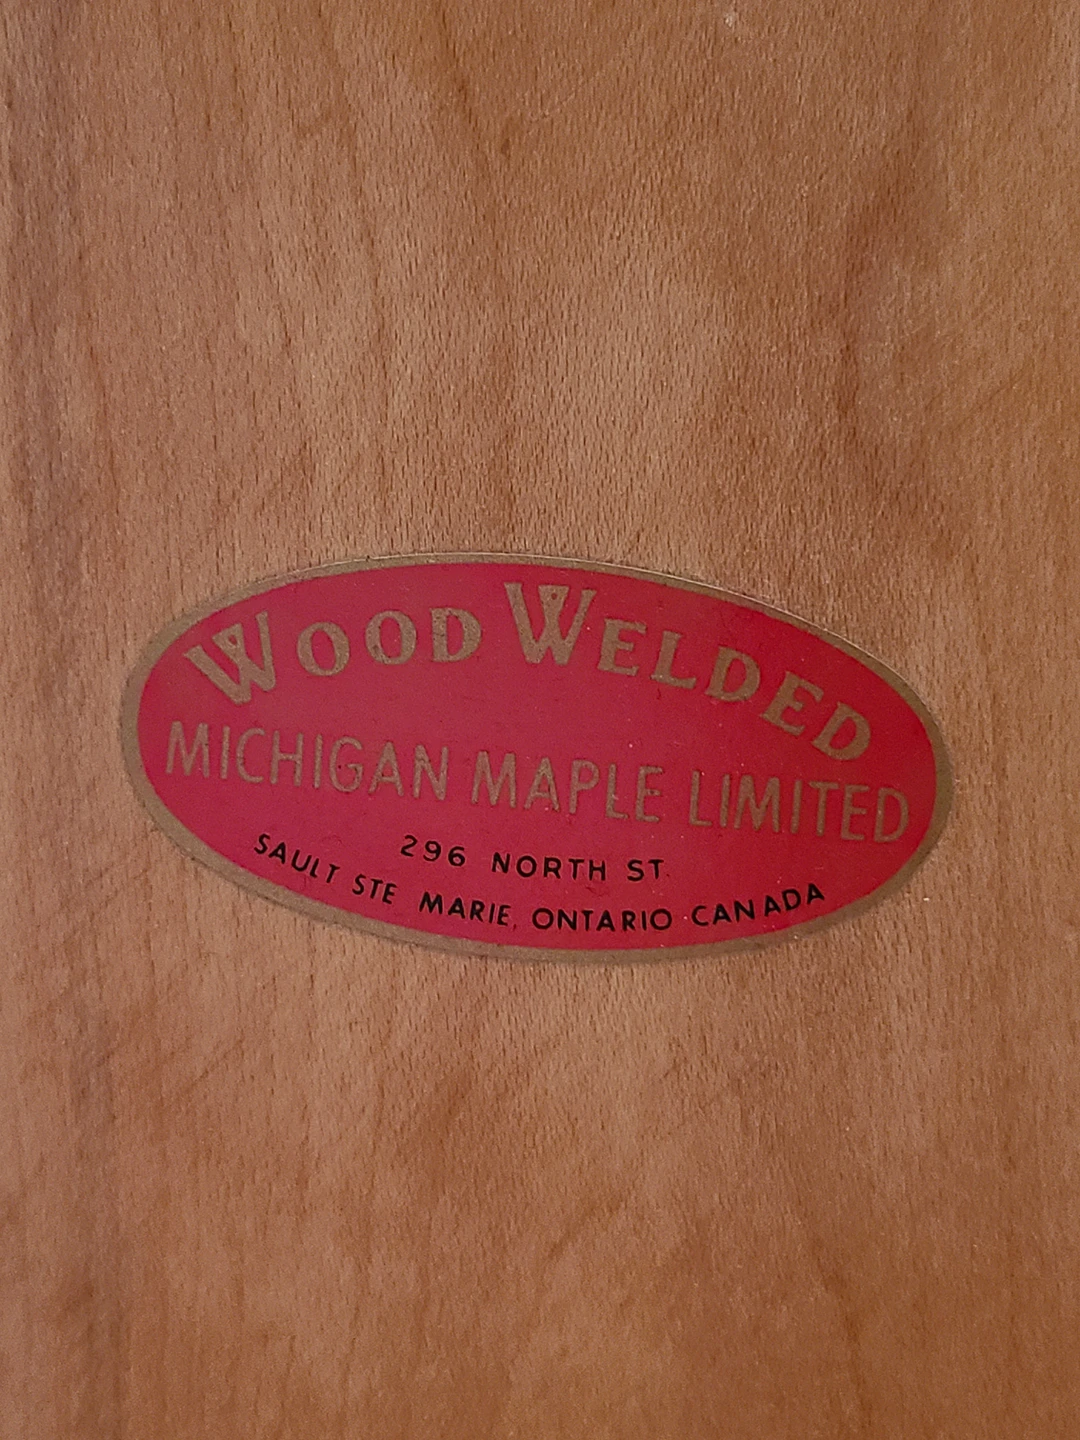 WOOD WELDED
MICHIGAN MAPLE LIMITED
296 NORTH ST.
SAULT STE MARIE, ONTARIO CANADA